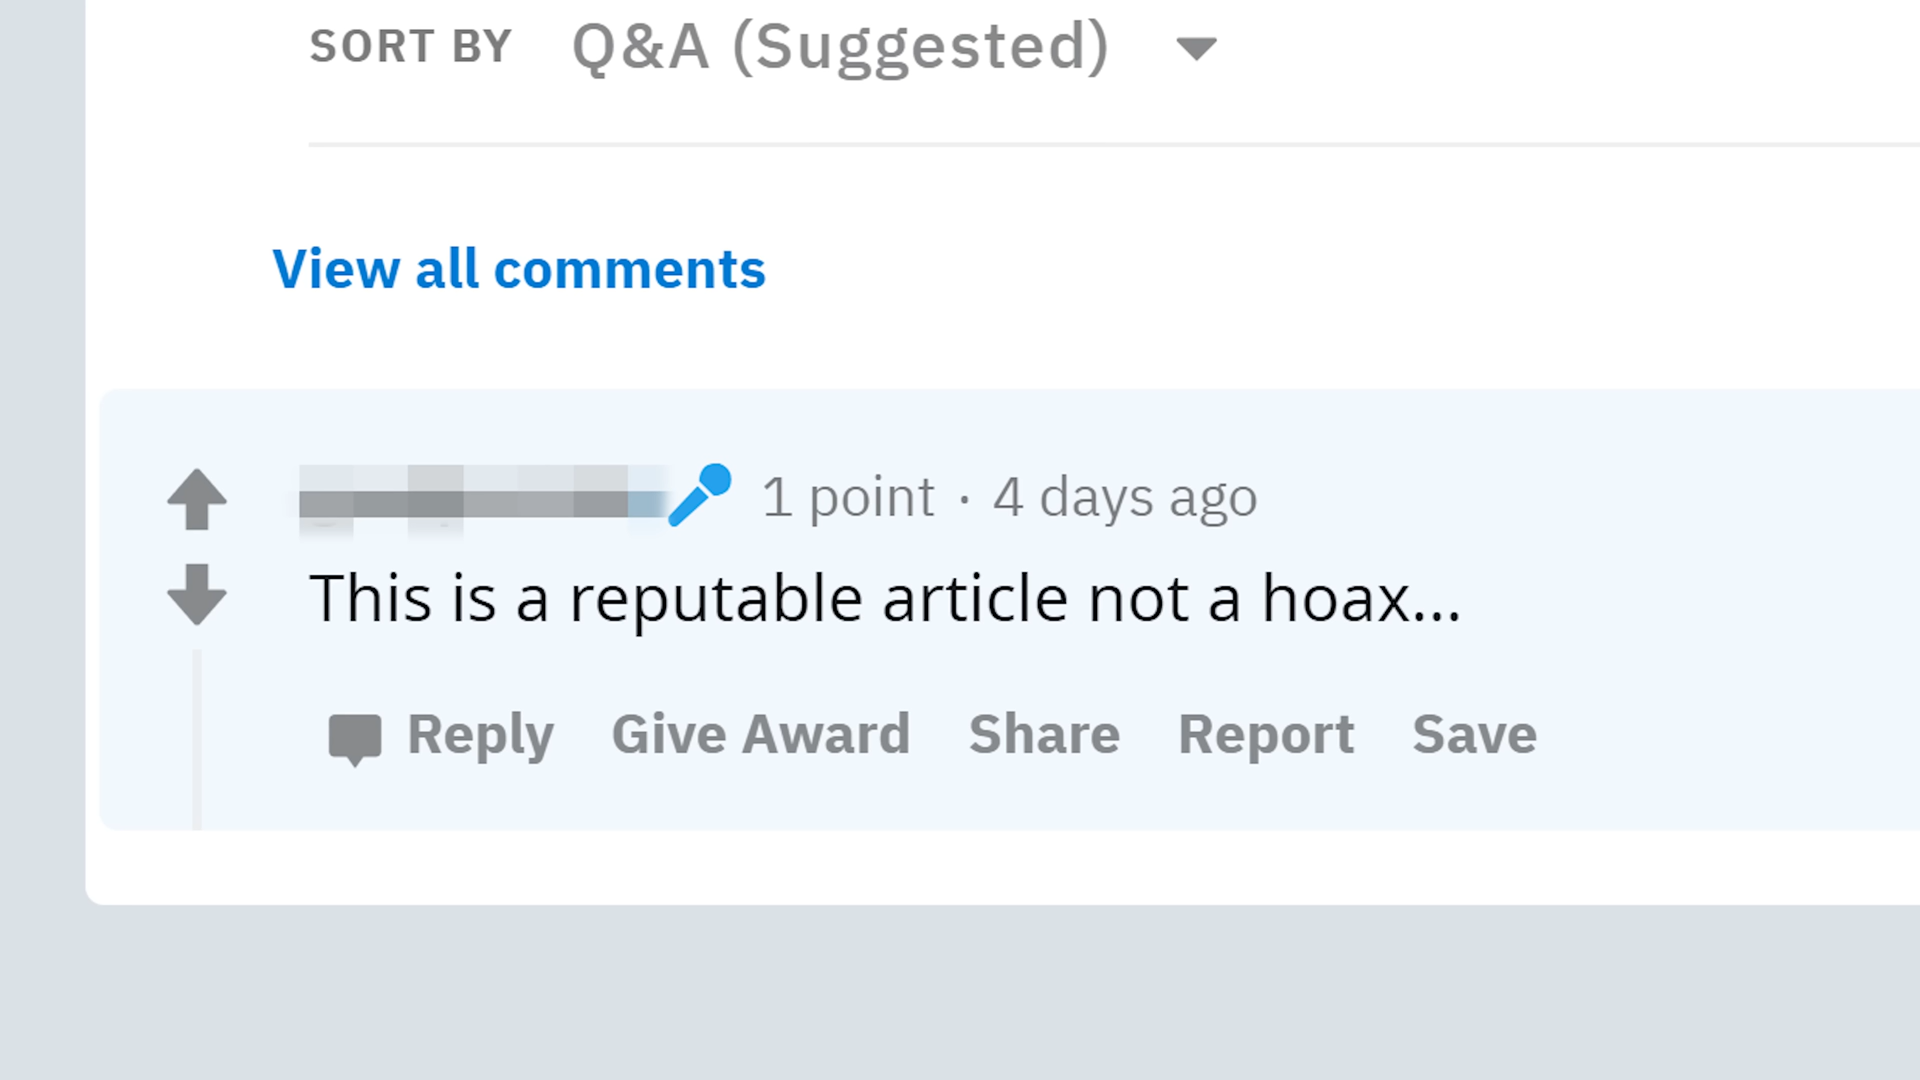 SORT BY Q&A (Suggested)
View all comments
1 point · 4 days ago
This is a reputable article not a hoax...
Reply Give Award Share Report Save